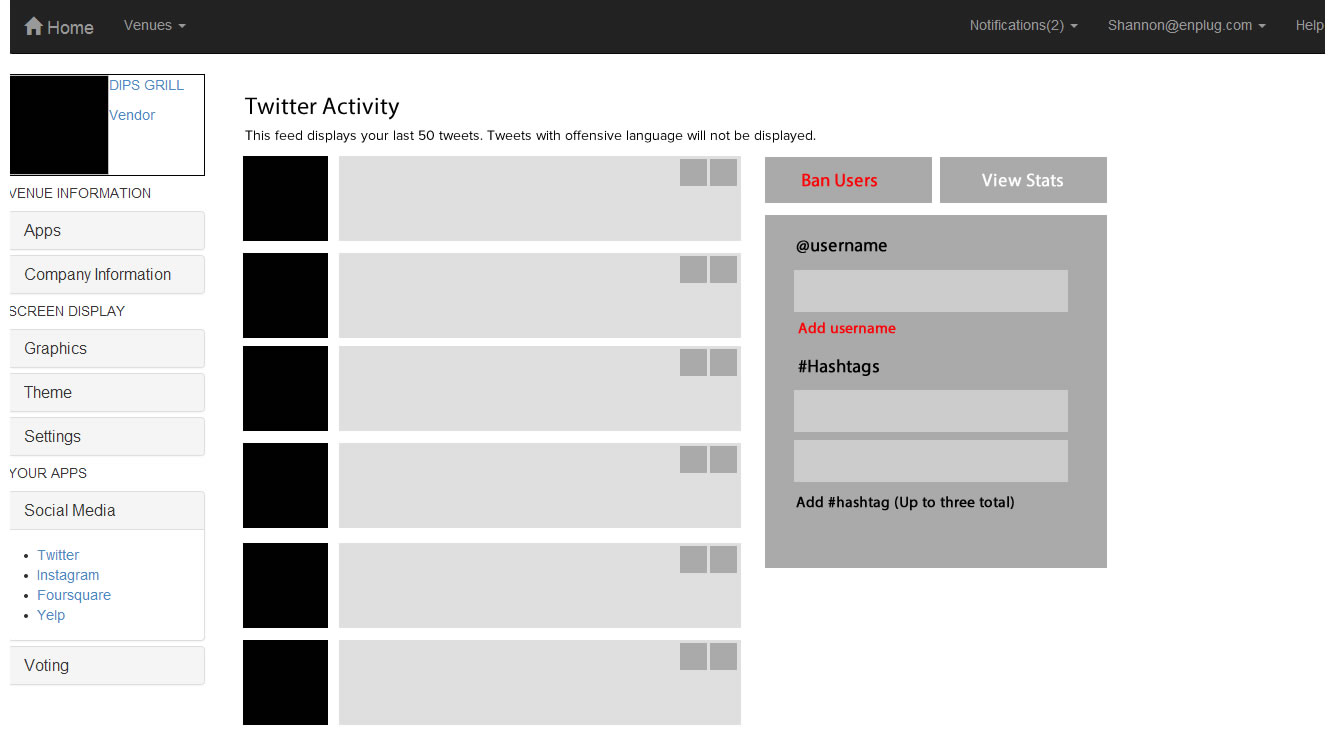 Home Venues Notifications(2) Shannon@enplug.com Help
DIPS GRILL
Vendor
VENUE INFORMATION
Apps
Company Information
SCREEN DISPLAY
Graphics
Theme
Settings
YOUR APPS
Social Media
Twitter
Instagram
Foursquare
Yelp
Voting
Twitter Activity
This feed displays your last 50 tweets. Tweets with offensive language will not be displayed.
Ban Users View Stats
@username
Add username
#Hashtags
Add #hashtag (Up to three total)